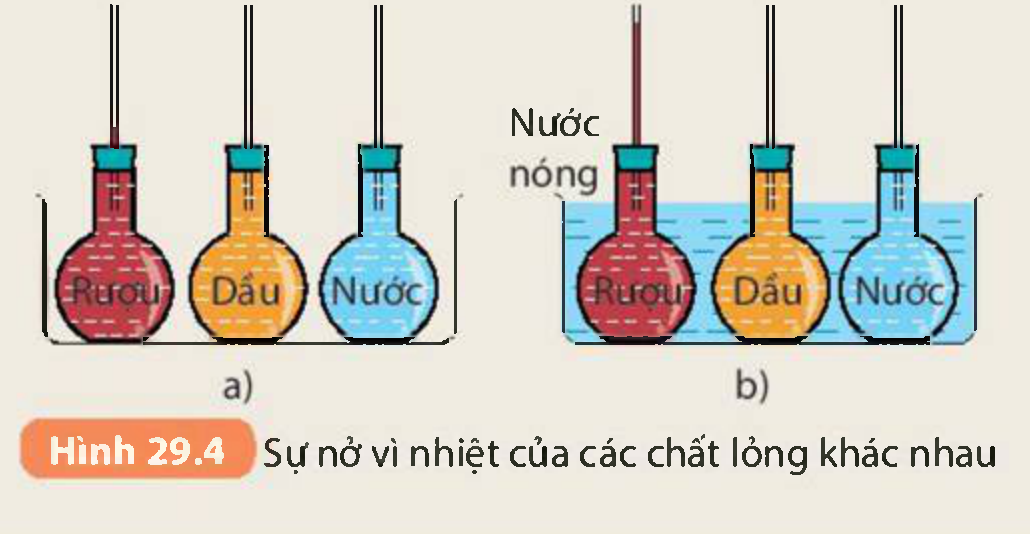 Nước
nóng
Rượu Dầu Nước
Rượu Dầu Nước
a) b)
Hình 29.4 Sự nở vì nhiệt của các chất lỏng khác nhau